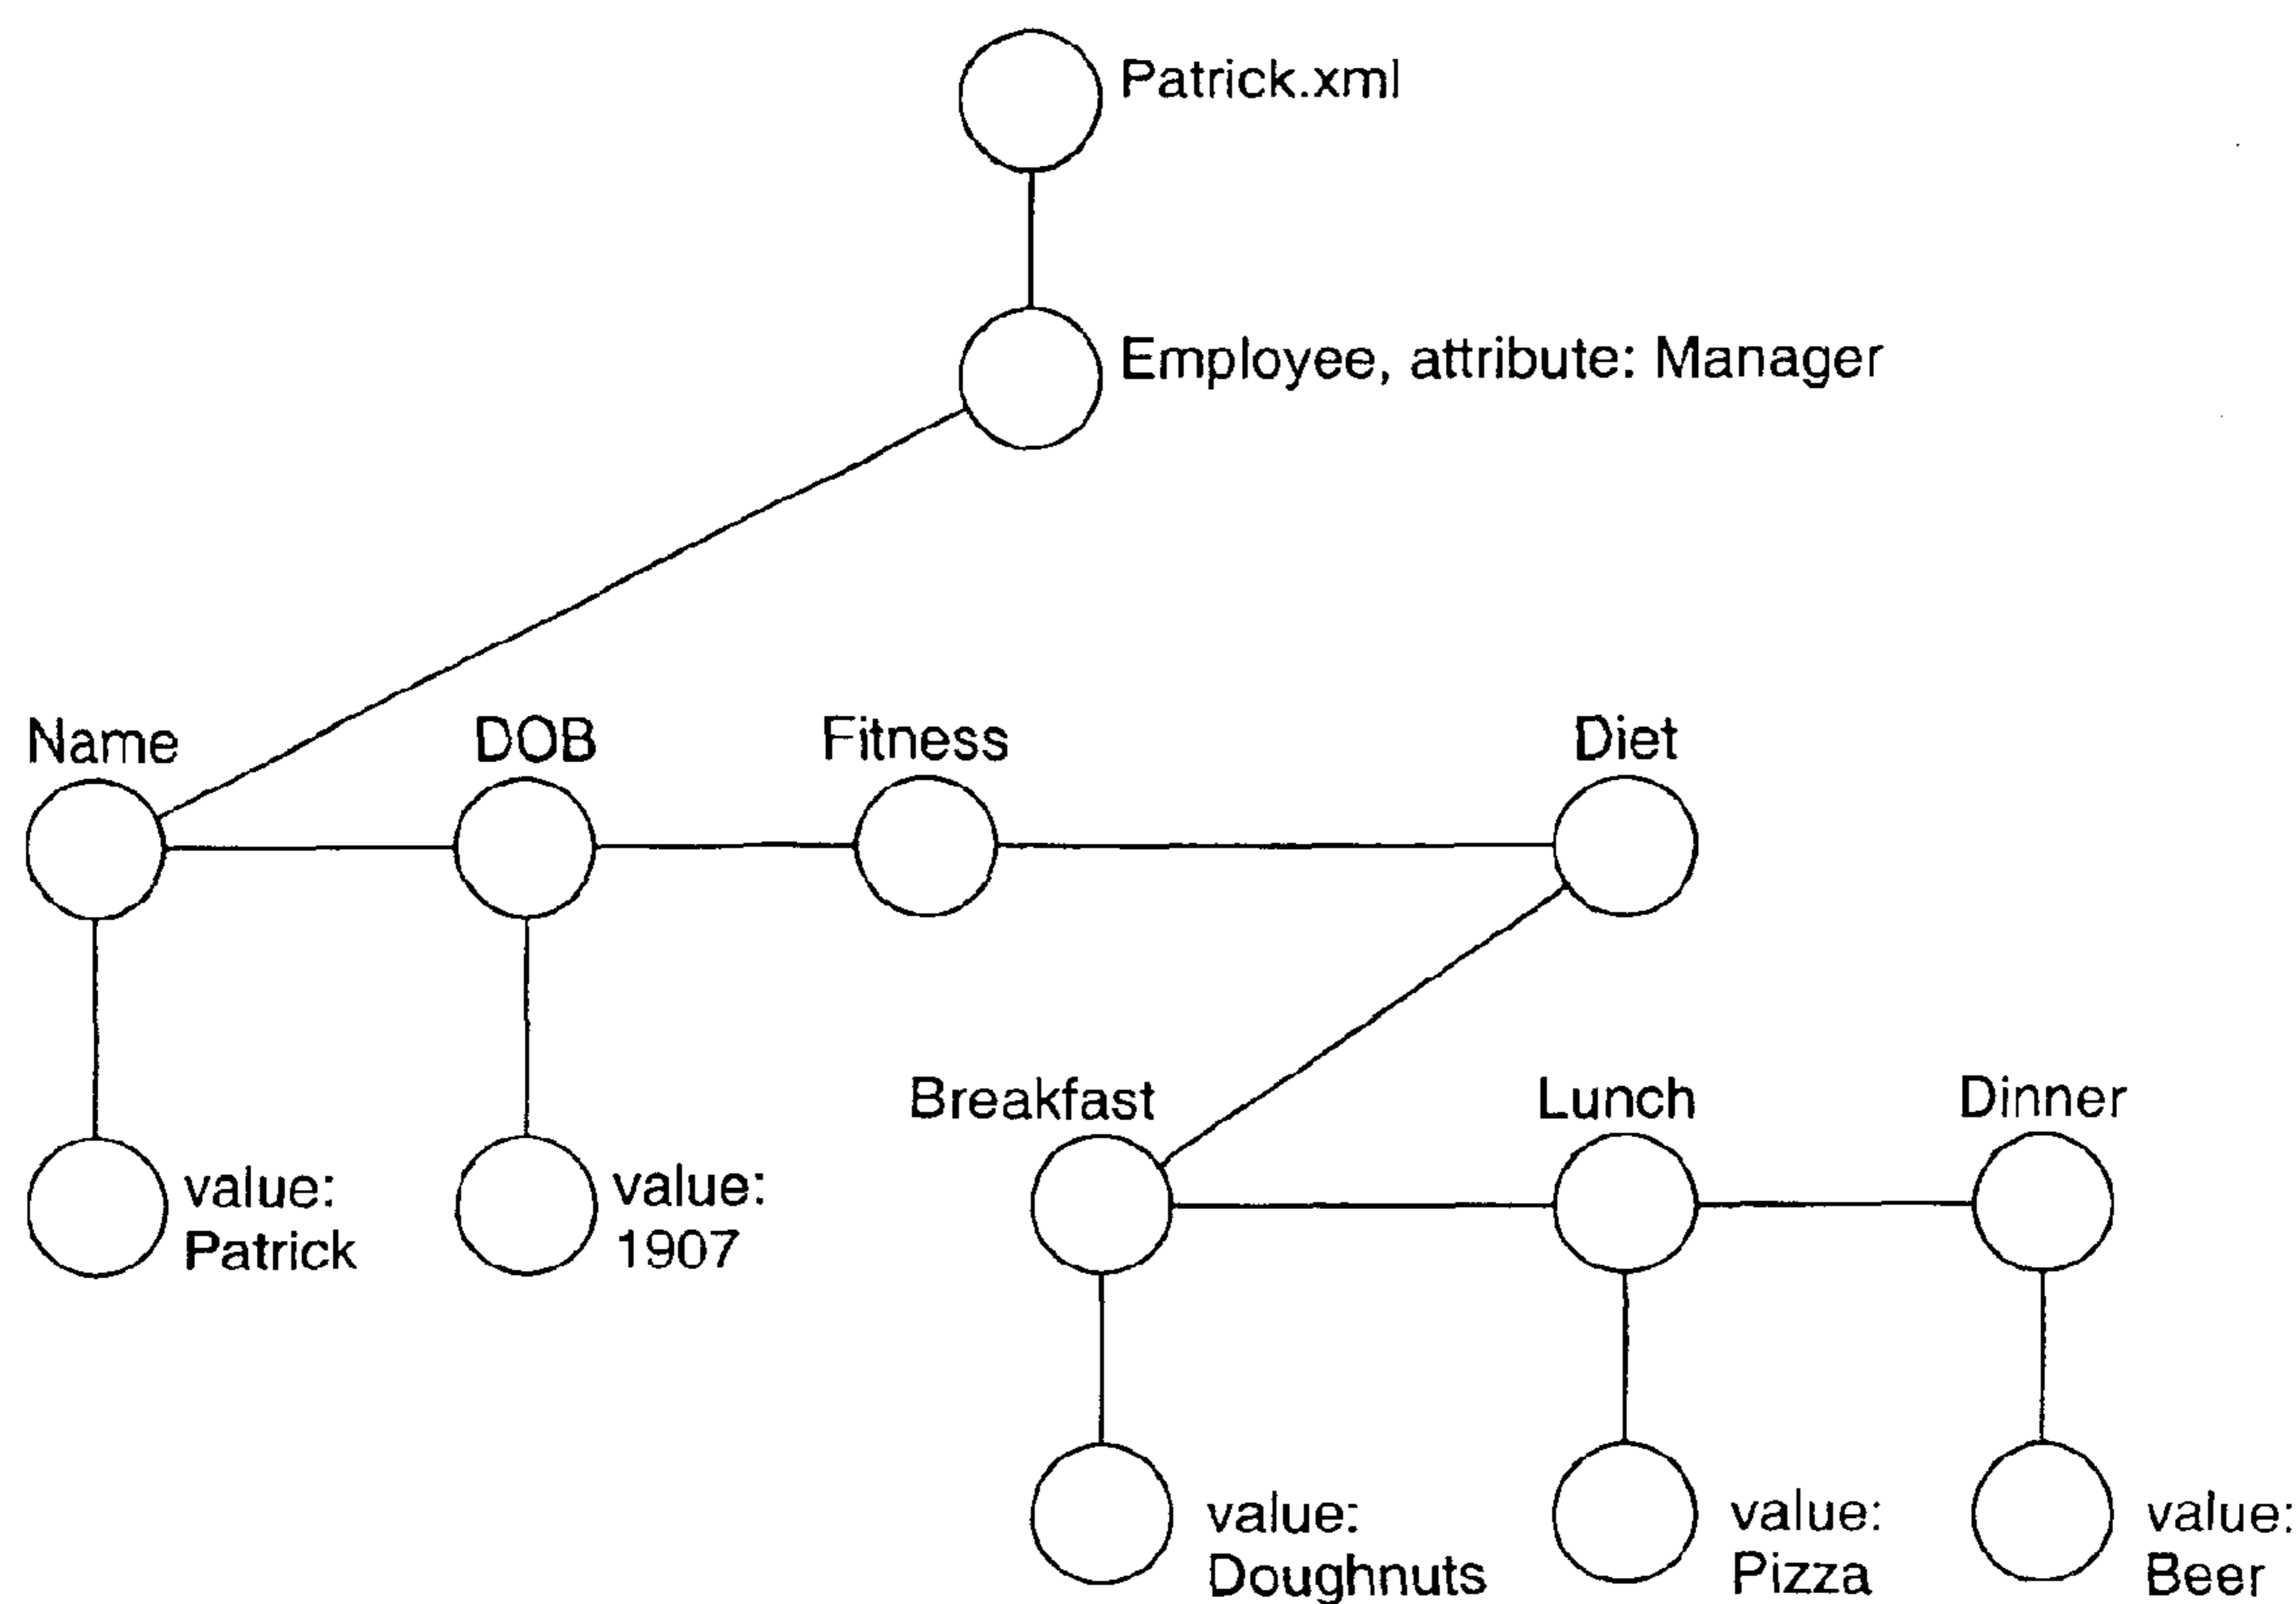 Patrick.xml
Employee, attribute: Manager
Name
DOB
Fitness
Diet
value:
Patrick
value:
1907
Breakfast
Lunch
Dinner
value:
Doughnuts
value:
Pizza
value:
Beer